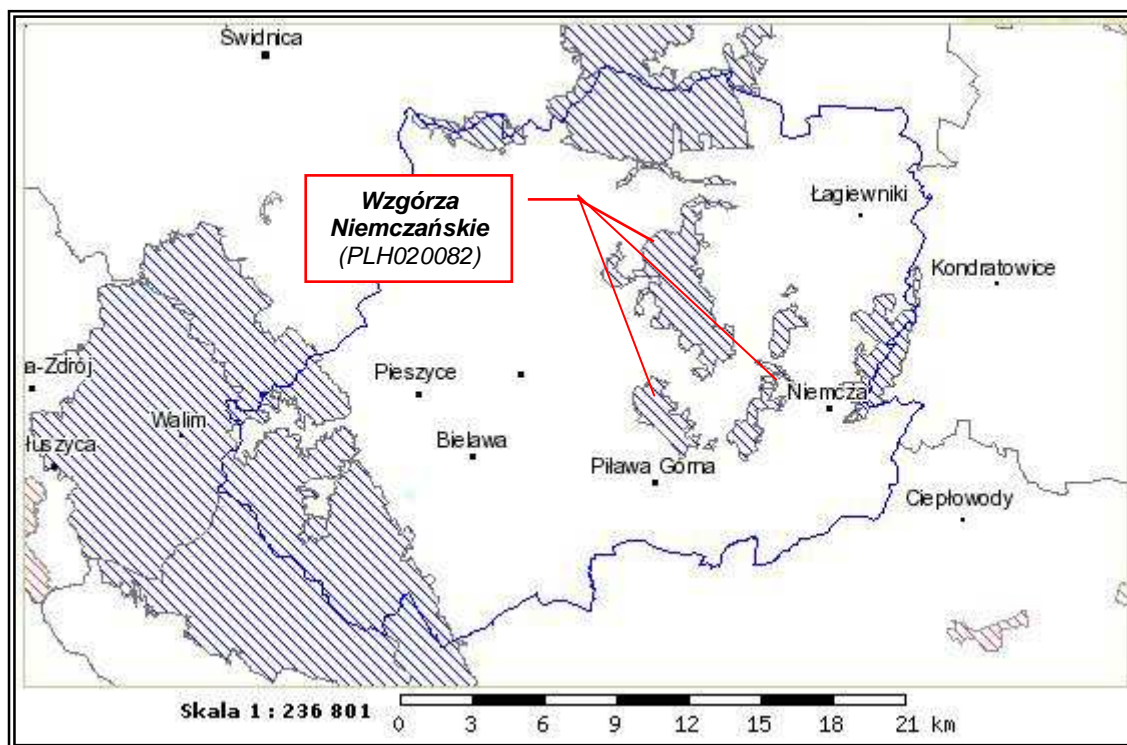 Świdnica
Łagiewniki
Wzgórza
Niemczańskie
(PLH020082)
Kondratowice
a-Zdrój
Pieszyce
Niemcza
Walim
łuszyca
Bielawa
Piława Górna
Ciepłowody
Skala 1 : 236 801
0 3 6 9 12 15 18 21 km